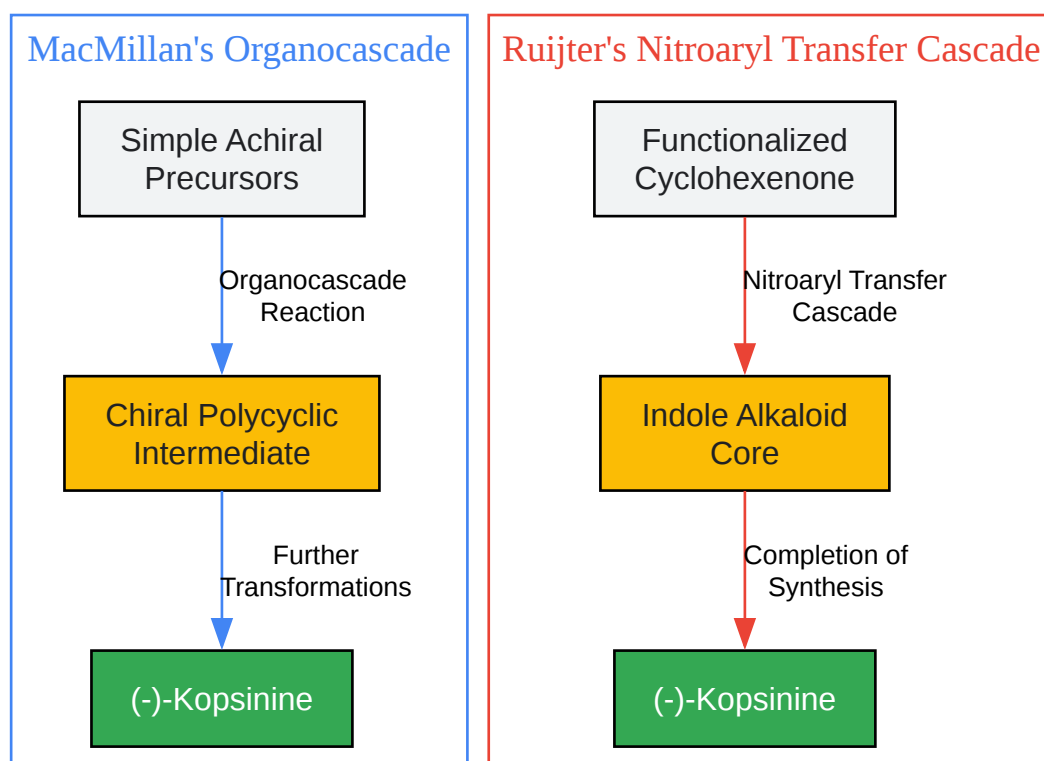 MacMillan's Organocascade
Simple Achiral
Precursors
Organocascade
Reaction
Chiral Polycyclic
Intermediate
Further
Transformations
(-)-Kopsinine
Ruijter's Nitroaryl Transfer Cascade
Functionalized
Cyclohexenone
Nitroaryl Transfer
Cascade
Indole Alkaloid
Core
Completion of
Synthesis
(-)-Kopsinine